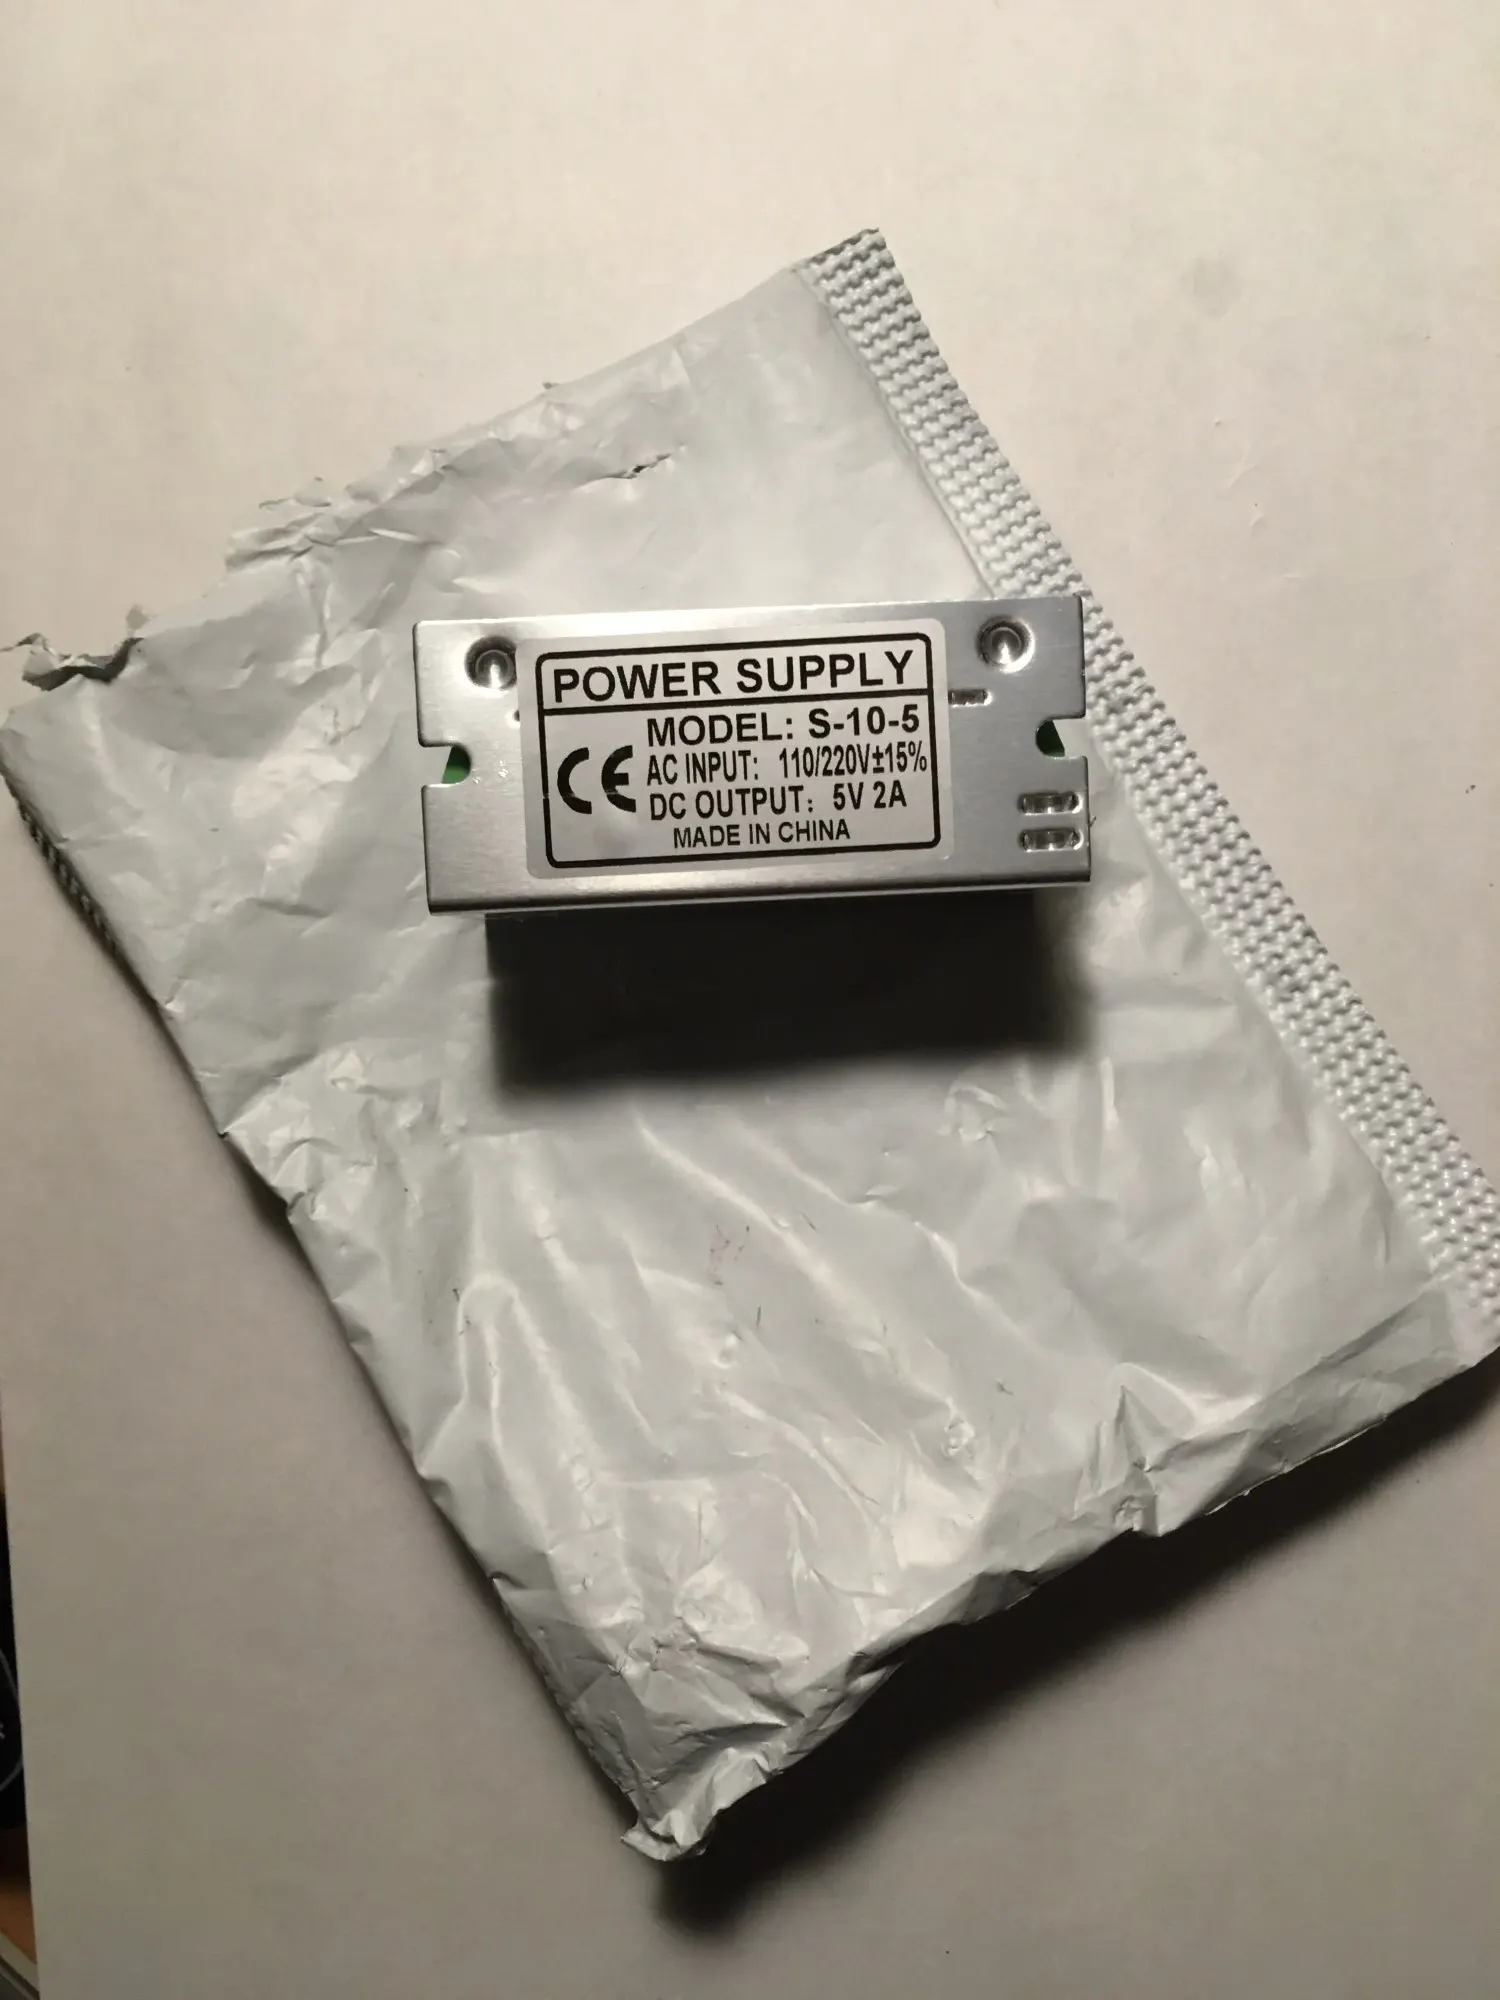 POWER SUPPLY
MODEL: S-10-5
CE AC INPUT: 110/220V±15%
DC OUTPUT: 5V 2A
MADE IN CHINA